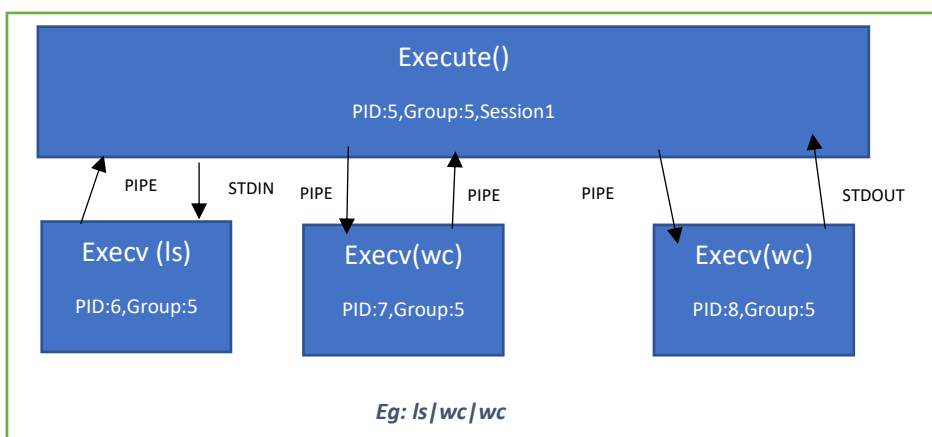 Execute()
PID:5,Group:5,Session1
PIPE
STDIN
PIPE
PIPE
PIPE
STDOUT
Execv (ls)
PID:6,Group:5
Execv(wc)
PID:7,Group:5
Execv(wc)
PID:8,Group:5
Eg: ls|wc|wc